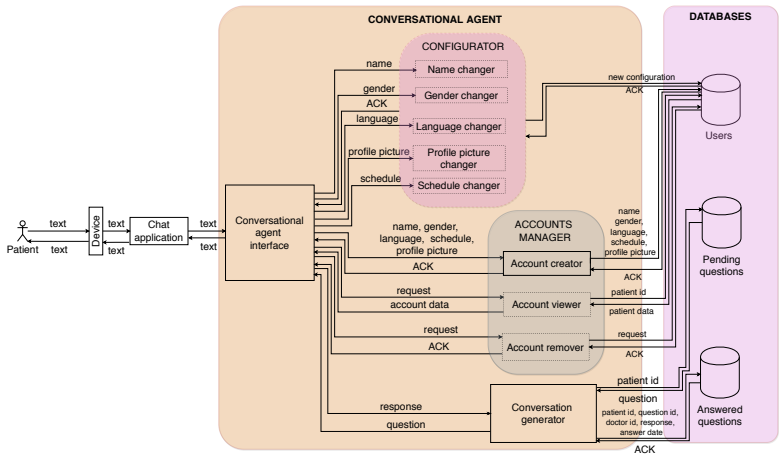 CONVERSATIONAL AGENT
DATABASES
CONFIGURATOR
name
Name changer
gender
Gender changer
ACK
language
Language changer
profile picture
Profile picture
changer
schedule
Schedule changer
new configuration
ACK
Users
text
text
text
Patient
text
text
text
Device
Chat
application
Conversational
agent
interface
name, gender,
language, schedule,
profile picture
ACK
ACCOUNTS
MANAGER
Account creator
name
gender,
language,
schedule,
profile picture
ACK
request
account data
Account viewer
patient id
patient data
request
ACK
Account remover
request
ACK
Pending
questions
response
question
Conversation
generator
patient id
question
patient id, question id,
doctor id, response,
answer date
ACK
Answered
questions